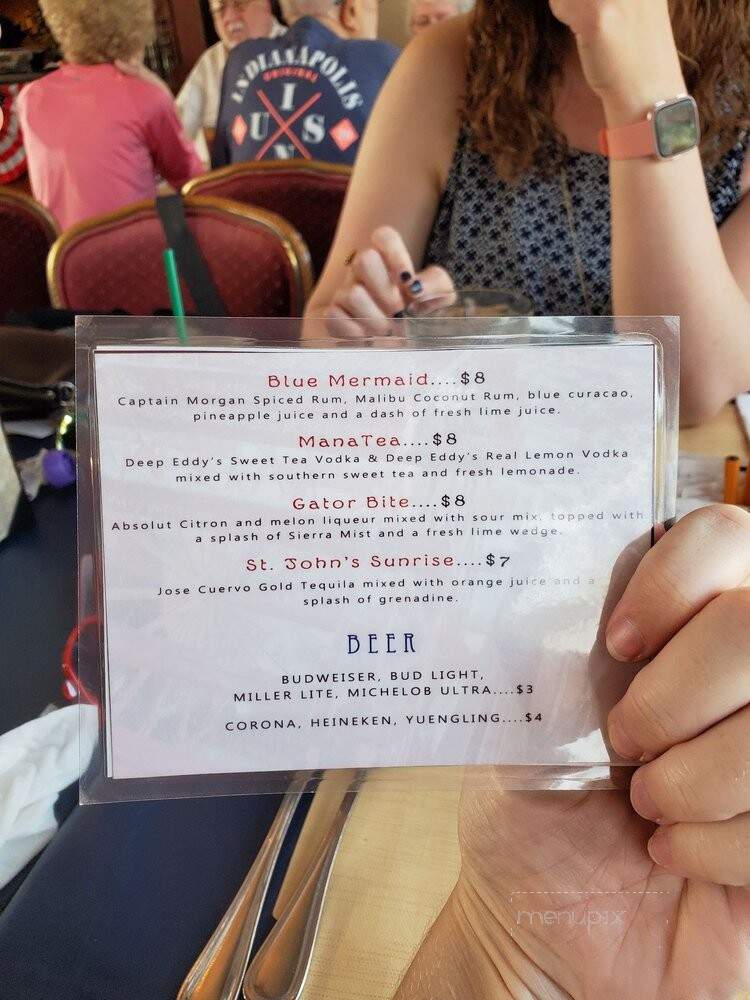 INDIANAPOLIS
ORIGINAL
I
U S
Blue Mermaid....$8
Captain Morgan Spiced Rum, Malibu Coconut Rum, blue curacao,
pineapple juice and a dash of fresh lime juice.
ManaTea....$8
Deep Eddy's Sweet Tea Vodka & Deep Eddy's Real Lemon Vodka
mixed with southern sweet tea and fresh lemonade.
Gator Bite....$8
Absolut Citron and melon liqueur mixed with sour mix, topped with
a splash of Sierra Mist and a fresh lime wedge.
St. John's Sunrise....$7
Jose Cuervo Gold Tequila mixed with orange juice and a
splash of grenadine.
BEER
BUDWEISER, BUD LIGHT,
MILLER LITE, MICHELOB ULTRA....$3
CORONA, HEINEKEN, YUENGLING....$4
menupix